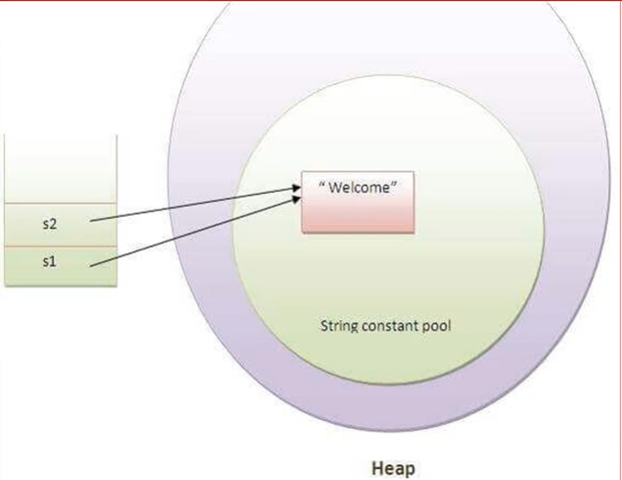 “ Welcome”
s2
s1
String constant pool
Heap